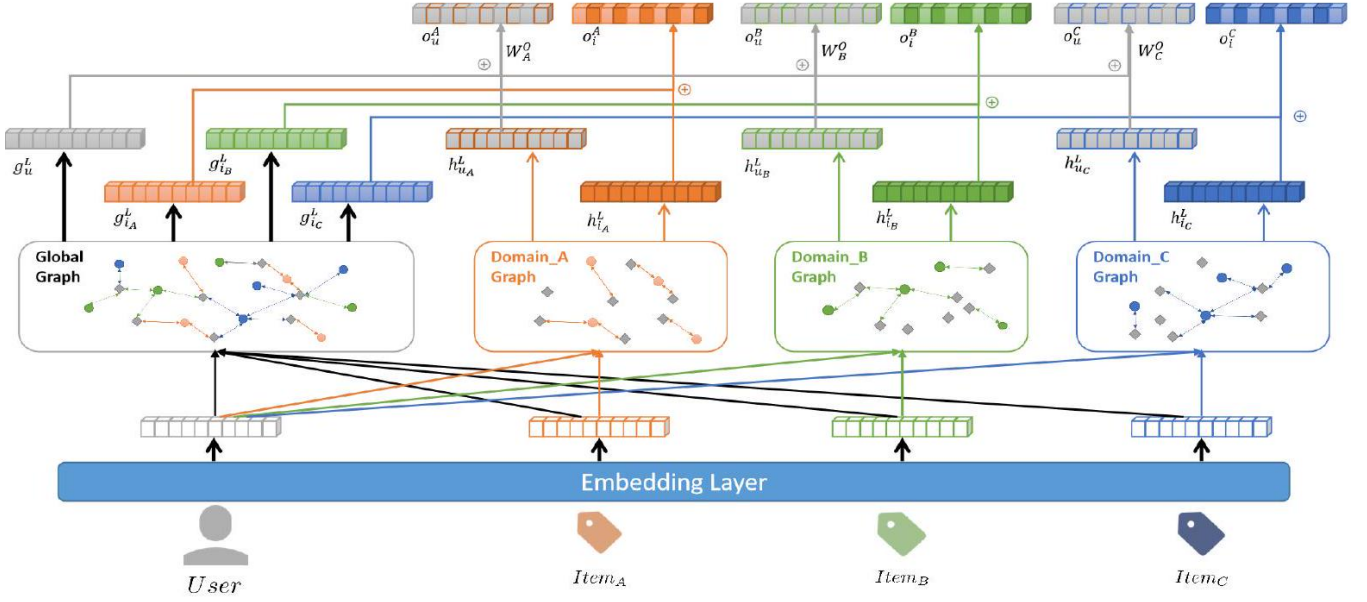 o_u^A W_A^O o_i^A o_u^B W_B^O o_i^B o_u^C W_C^O o_i^C
⊕ ⊕ ⊕
⊕ ⊕ ⊕
g_u^L g_{i_B}^L h_{u_A}^L h_{u_B}^L h_{u_C}^L
g_{i_A}^L g_{i_C}^L h_{i_A}^L h_{i_B}^L h_{i_C}^L
Global
Graph
Domain_A
Graph
Domain_B
Graph
Domain_C
Graph
Embedding Layer
User Item_A Item_B Item_C